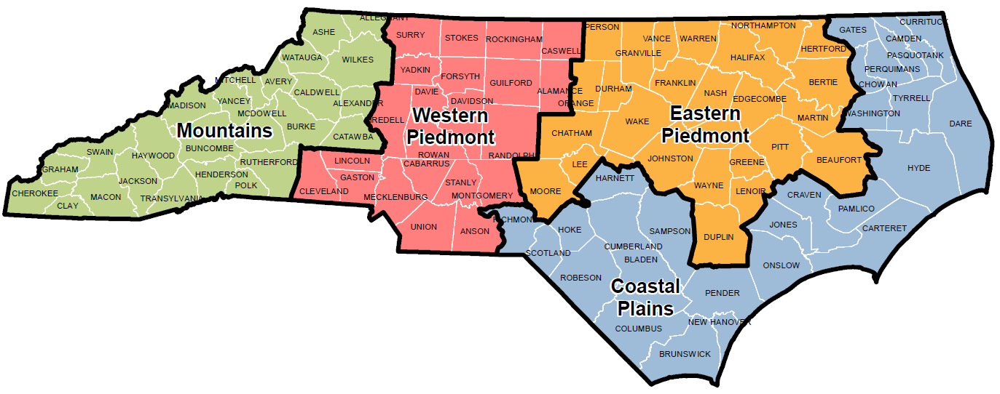 ALLEGHANY
ASHE
WATAUGA
WILKES
MITCHELL
AVERY
CALDWELL
ALEXANDER
MADISON
YANCEY
MCDOWELL
BURKE
CATAWBA
Mountains
BUNCOMBE
SWAIN
HAYWOOD
RUTHERFORD
GRAHAM
HENDERSON
JACKSON
POLK
CHEROKEE
MACON
TRANSYLVANIA
CLAY
SURRY
STOKES
ROCKINGHAM
CASWELL
YADKIN
FORSYTH
GUILFORD
ALAMANCE
DAVIE
DAVIDSON
IREDELL
Western
Piedmont
ROWAN
RANDOLPH
LINCOLN
CABARRUS
GASTON
STANLY
CLEVELAND
MECKLENBURG
MONTGOMERY
UNION
ANSON
PERSON
GRANVILLE
VANCE
WARREN
NORTHAMPTON
HALIFAX
HERTFORD
BERTIE
ORANGE
DURHAM
FRANKLIN
NASH
EDGECOMBE
MARTIN
WAKE
CHATHAM
Eastern
Piedmont
PITT
BEAUFORT
LEE
JOHNSTON
GREENE
MOORE
WAYNE
LENOIR
DUPLIN
GATES
CURRITUCK
CAMDEN
PASQUOTANK
PERQUIMANS
CHOWAN
TYRRELL
WASHINGTON
DARE
HYDE
HARNETT
CRAVEN
PAMLICO
JONES
CARTERET
RICHMOND
HOKE
SAMPSON
SCOTLAND
CUMBERLAND
BLADEN
ONSLOW
ROBESON
Coastal
Plains
PENDER
COLUMBUS
NEW HANOVER
BRUNSWICK